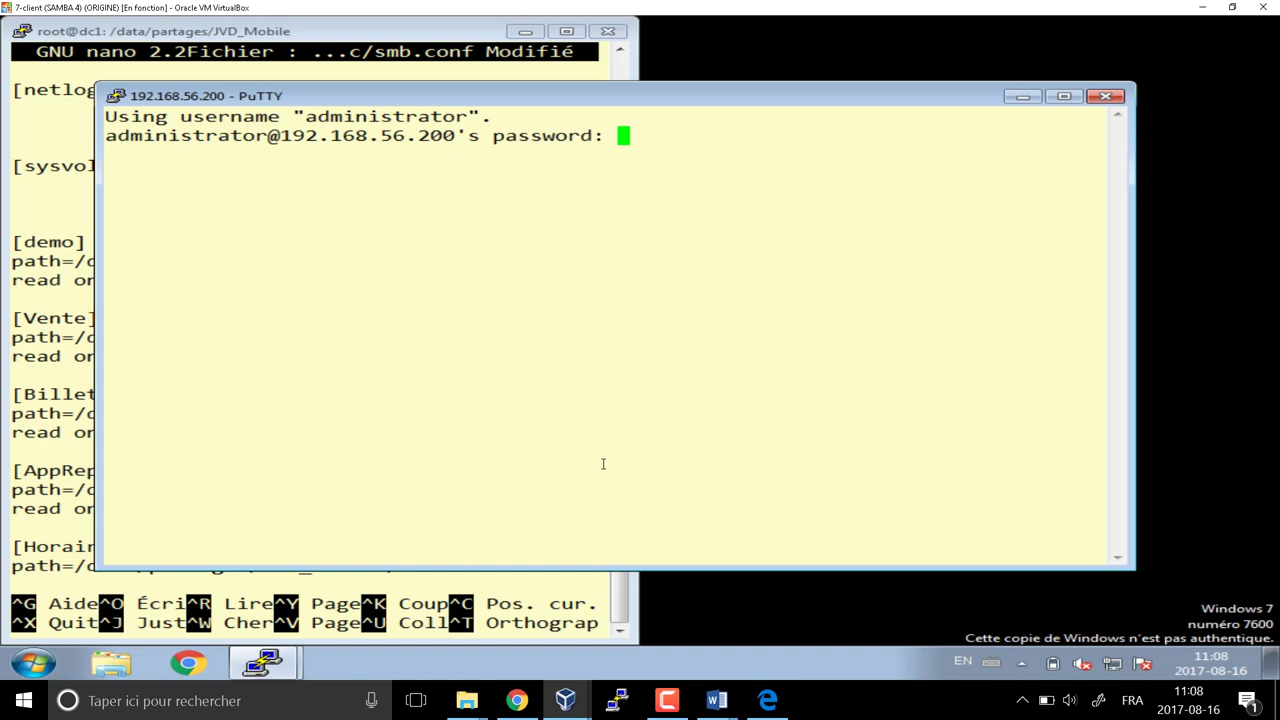 7-client (SAMBA 4) (ORIGINE) [En fonction] - Oracle VM VirtualBox
root@dc1: /data/partages/JVD_Mobile
GNU nano 2.2Fichier : ...c/smb.conf Modifié
[netlog
192.168.56.200 - PuTTY
Using username "administrator".
administrator@192.168.56.200's password:
[sysvol
[demo]
path=/d
read on
[Vente]
path=/d
read on
[Billet
path=/d
read on
[AppRep
path=/d
read on
[Horair
path=/d
^G Aide^O Écri^R Lire^Y Page^K Coup^C Pos. cur.
^X Quit^J Just^W Cher^V Page^U Coll^T Orthograp
Windows 7
numéro 7600
Cette copie de Windows n'est pas authentique.
EN
11:08
2017-08-16
Taper ici pour rechercher
FRA
11:08
2017-08-16
1